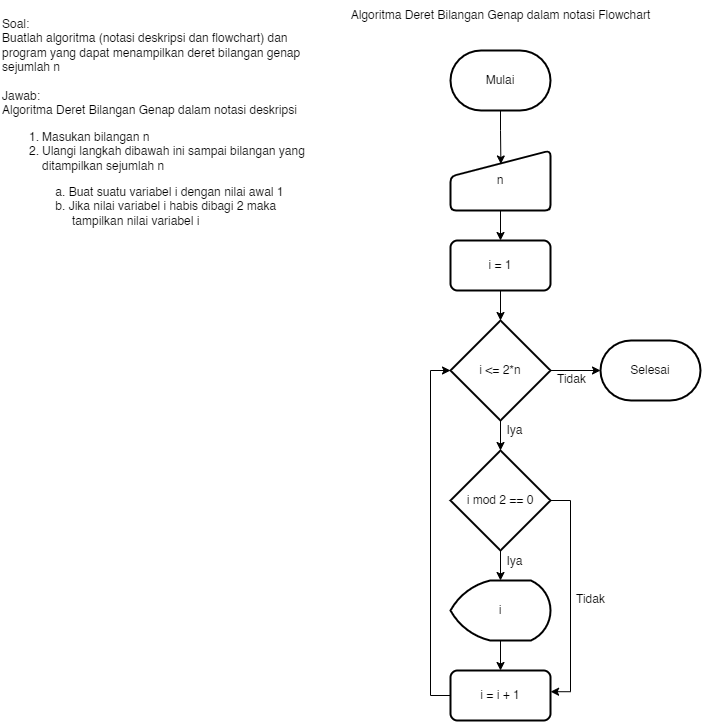 Soal:
Buatlah algoritma (notasi deskripsi dan flowchart) dan
program yang dapat menampilkan deret bilangan genap
sejumlah n
Jawab:
Algoritma Deret Bilangan Genap dalam notasi deskripsi
1. Masukan bilangan n
2. Ulangi langkah dibawah ini sampai bilangan yang
ditampilkan sejumlah n
a. Buat suatu variabel i dengan nilai awal 1
b. Jika nilai variabel i habis dibagi 2 maka
tampilkan nilai variabel i
Algoritma Deret Bilangan Genap dalam notasi Flowchart
Mulai
n
i = 1
i <= 2*n
Tidak
Selesai
Iya
i mod 2 == 0
Iya
i
Tidak
i = i + 1